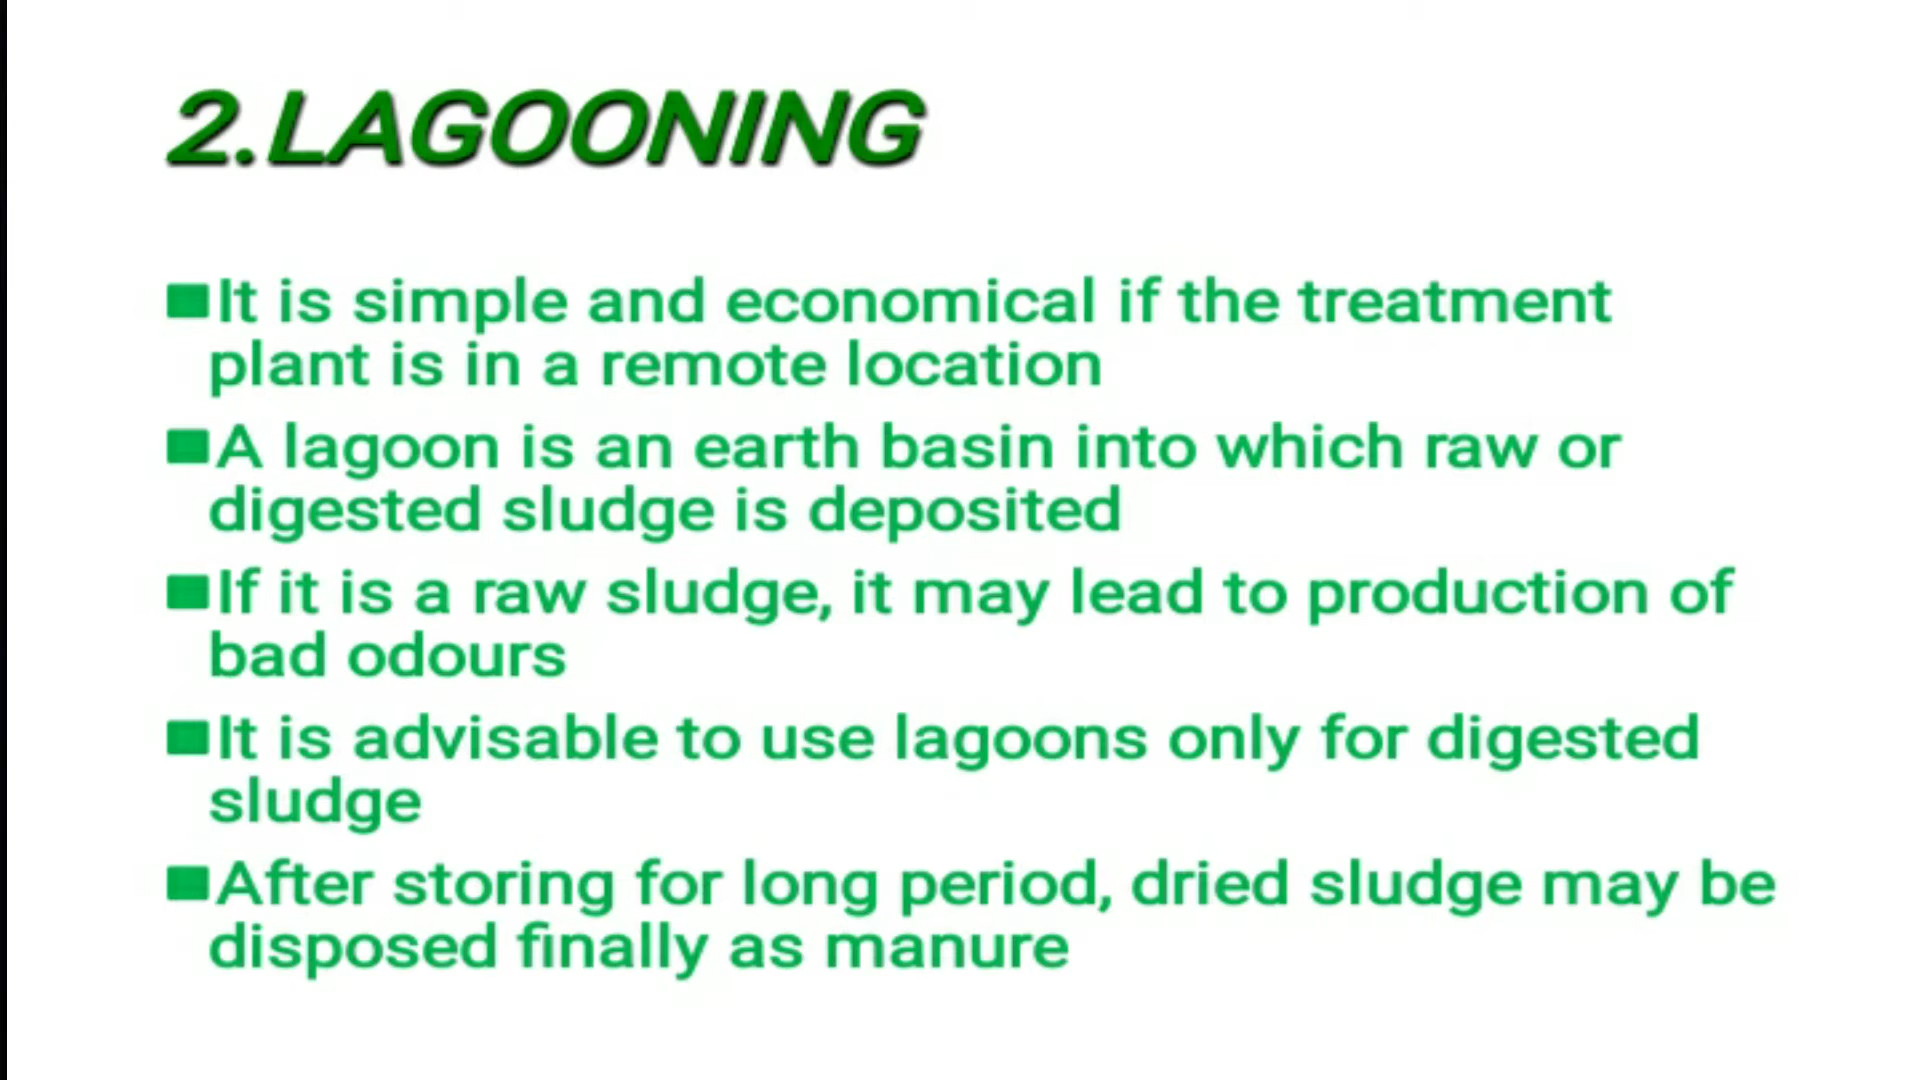 2.LAGOONING
It is simple and economical if the treatment
plant is in a remote location
A lagoon is an earth basin into which raw or
digested sludge is deposited
If it is a raw sludge, it may lead to production of
bad odours
It is advisable to use lagoons only for digested
sludge
After storing for long period, dried sludge may be
disposed finally as manure